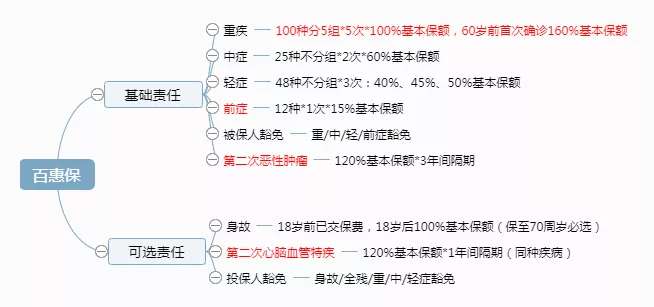 百惠保
基础责任
重疾 100种分5组*5次*100%基本保额，60岁前首次确诊160%基本保额
中症 25种不分组*2次*60%基本保额
轻症 48种不分组*3次：40%、45%、50%基本保额
前症 12种*1次*15%基本保额
被保人豁免 重/中/轻/前症豁免
第二次恶性肿瘤 120%基本保额*3年间隔期
可选责任
身故 18岁前已交保费，18岁后100%基本保额（保至70周岁必选）
第二次心脑血管特疾 120%基本保额*1年间隔期（同种疾病）
投保人豁免 身故/全残/重/中/轻症豁免